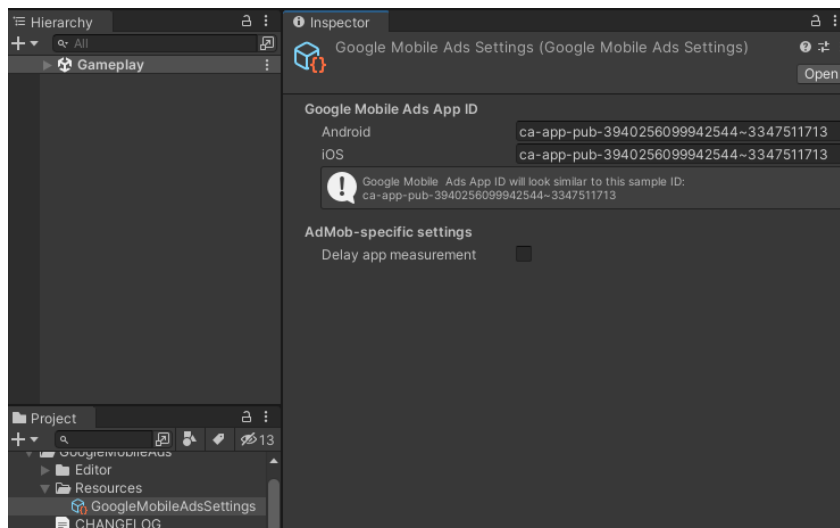 Hierarchy
All
Gameplay
Inspector
Google Mobile Ads Settings (Google Mobile Ads Settings)
Open
Google Mobile Ads App ID
Android
ca-app-pub-3940256099942544~3347511713
iOS
ca-app-pub-3940256099942544~3347511713
Google Mobile Ads App ID will look similar to this sample ID:
ca-app-pub-3940256099942544~3347511713
AdMob-specific settings
Delay app measurement
Project
13
GoogleMobileAds
Editor
Resources
GoogleMobileAdsSettings
CHANGELOG